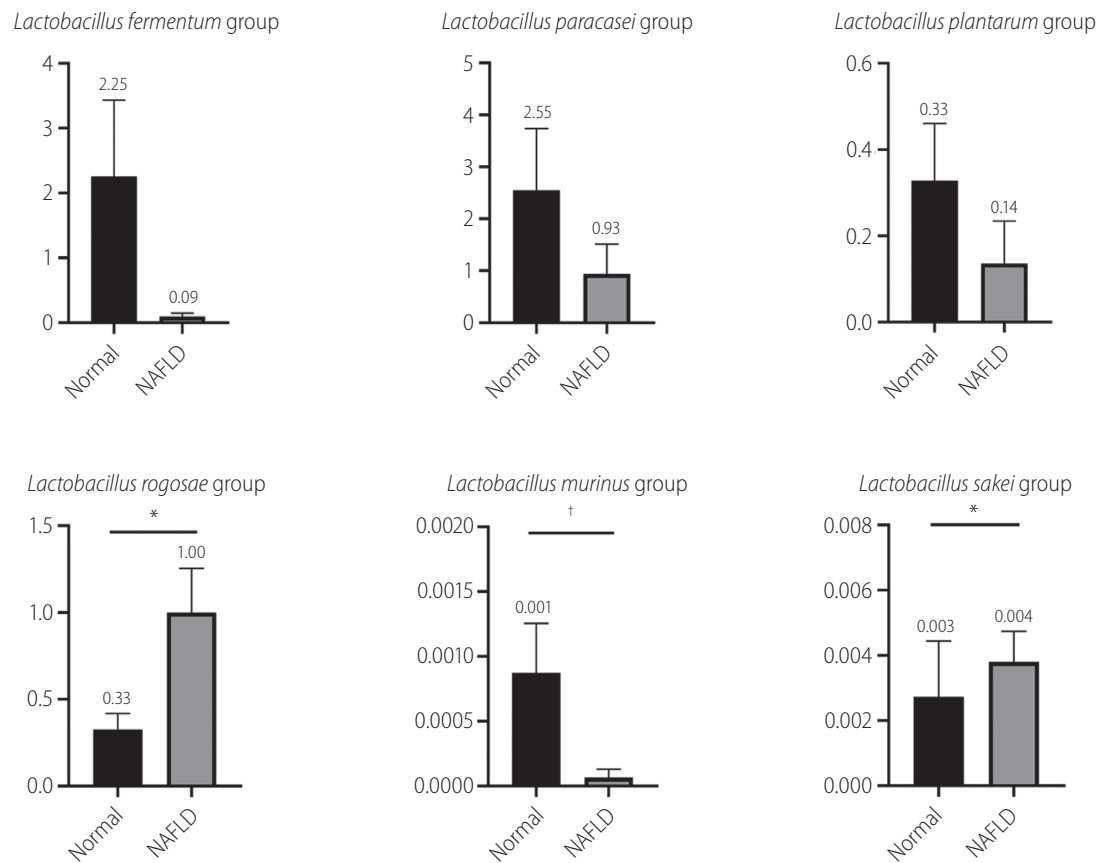 Lactobacillus fermentum group
4
3
2
1
0
2.25
0.09
Normal
NAFLD
Lactobacillus paracasei group
5
4
3
2
1
0
2.55
0.93
Normal
NAFLD
Lactobacillus plantarum group
0.6
0.4
0.2
0.0
0.33
0.14
Normal
NAFLD
Lactobacillus rogosae group
1.5
1.0
0.5
0.0
*
0.33
1.00
Normal
NAFLD
Lactobacillus murinus group
0.0020
0.0015
0.0010
0.0005
0.0000
†
0.001
Normal
NAFLD
Lactobacillus sakei group
0.008
0.006
0.004
0.002
0.000
*
0.003
0.004
Normal
NAFLD